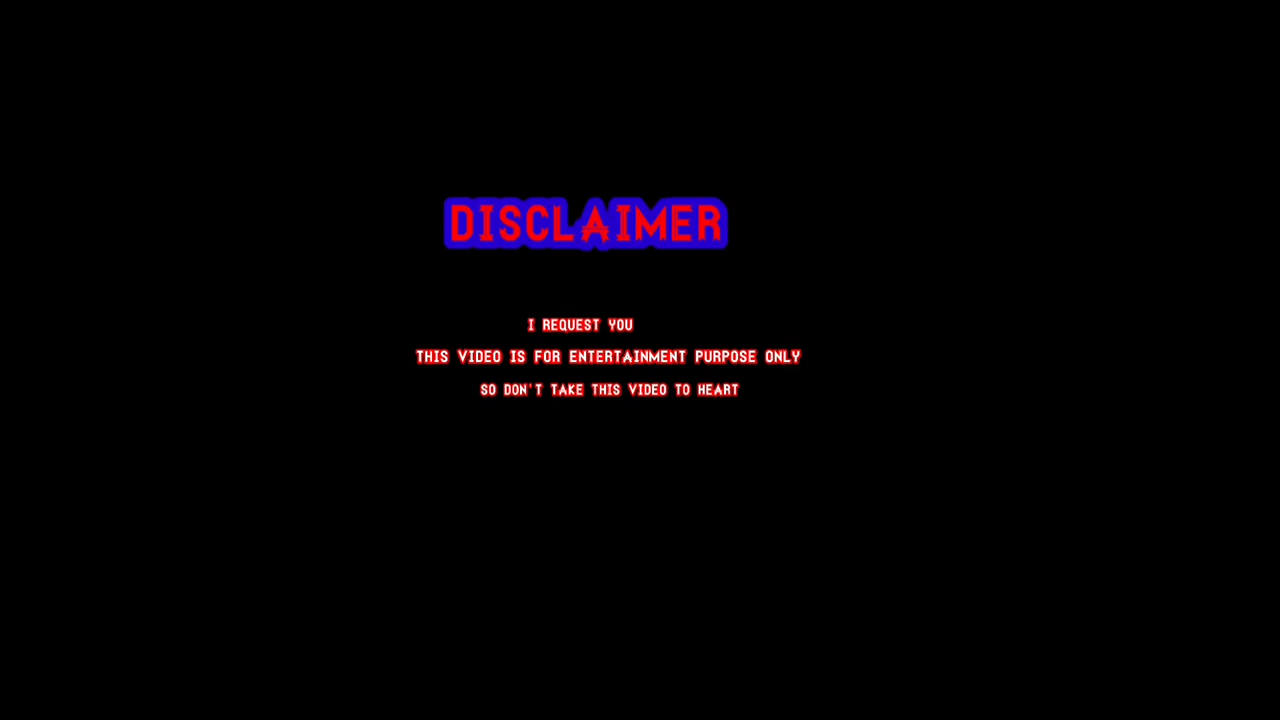 DISCLAIMER
I REQUEST YOU
THIS VIDEO IS FOR ENTERTAINMENT PURPOSE ONLY
SO DON'T TAKE THIS VIDEO TO HEART